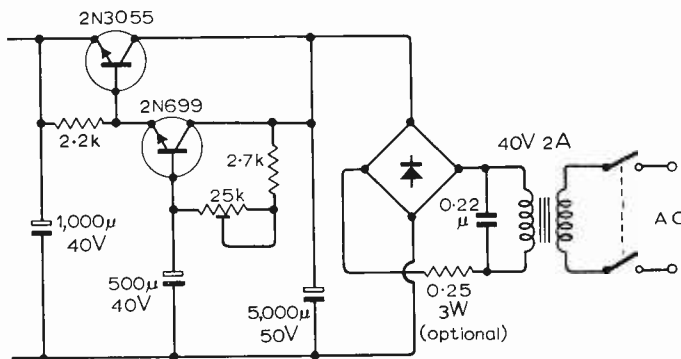 2N3055
2N699
2·2k
2·7k
25k
1,000μ
40V
500μ
40V
5,000μ
50V
40V 2A
0·22
μ
0·25
3W
(optional)
AC